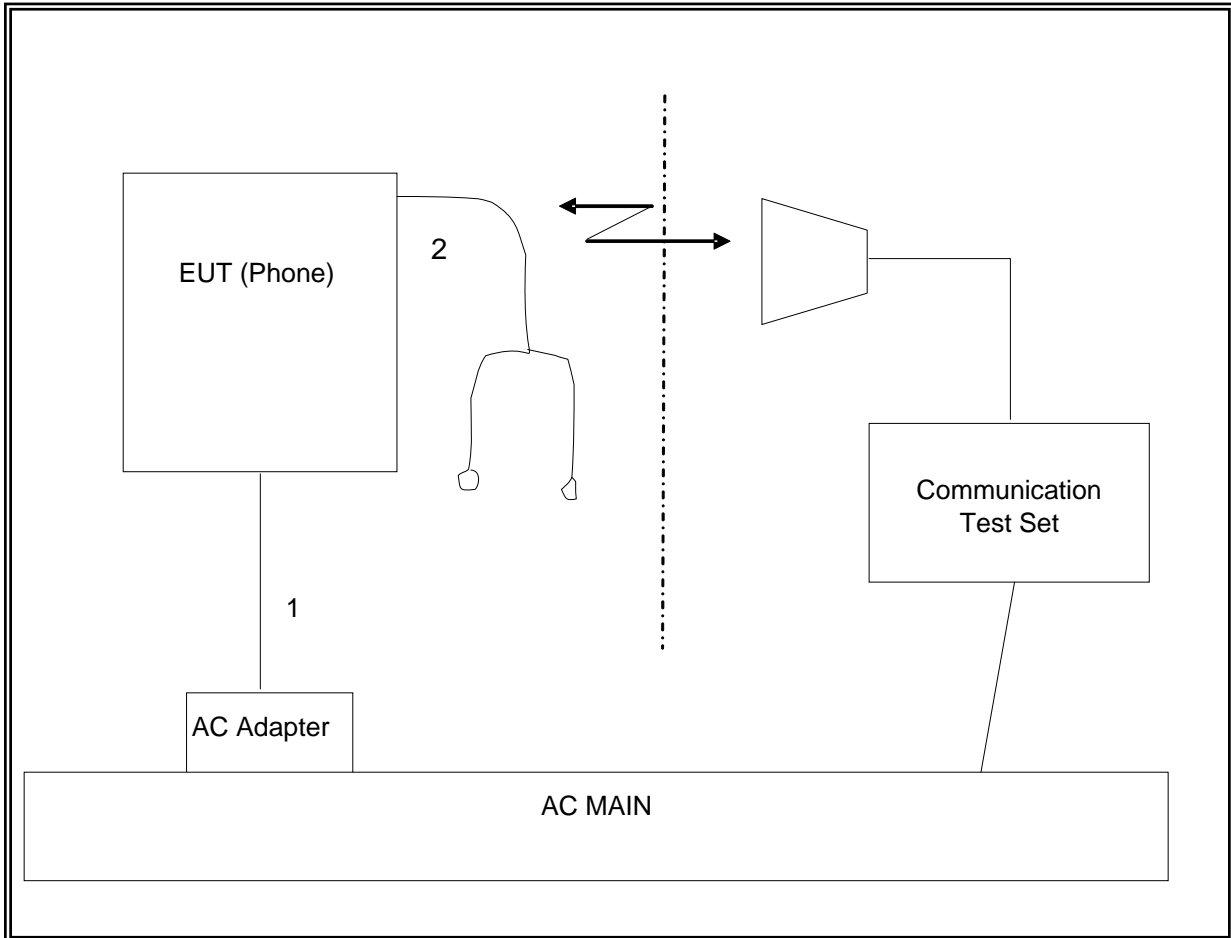 EUT (Phone)
2
Communication
Test Set
1
AC Adapter
AC MAIN